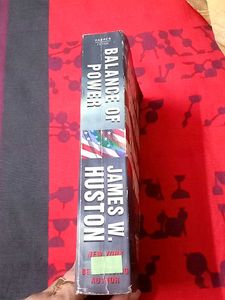 BALANCE OF
POWER
JAMES W.
HUSTON
NEW YORK
AUTHOR